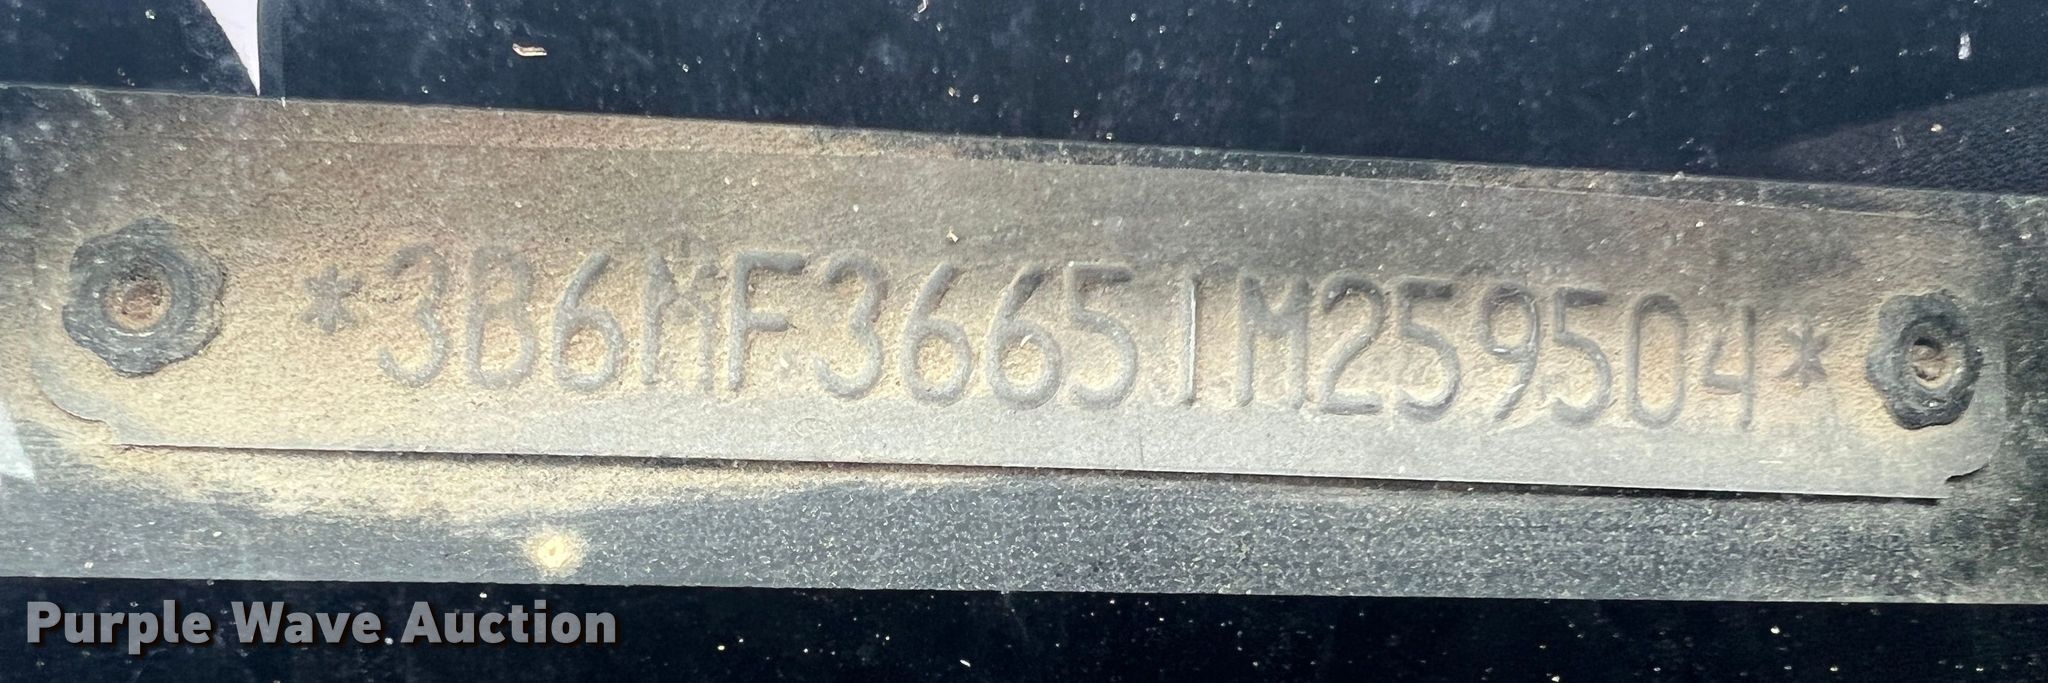 *3B6MF36651M259504*
Purple Wave Auction